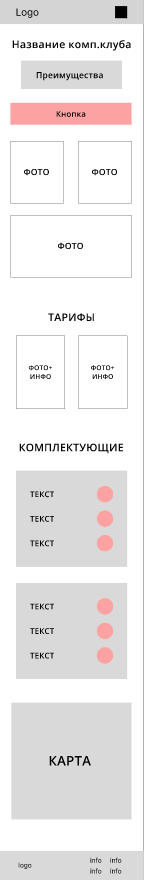 Logo
Название комп.клуба
Преимущества
Кнопка
ФОТО ФОТО
ФОТО
ТАРИФЫ
ФОТО+ ФОТО+
ИНФО ИНФО
КОМПЛЕКТУЮЩИЕ
ТЕКСТ
ТЕКСТ
ТЕКСТ
ТЕКСТ
ТЕКСТ
ТЕКСТ
КАРТА
logo
info info
info info